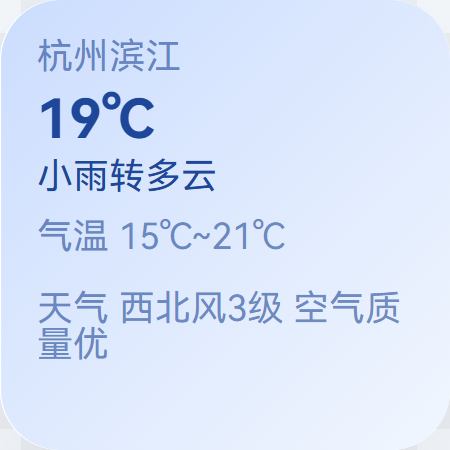 杭州滨江
19℃
小雨转多云
气温 15℃~21℃
天气 西北风3级 空气质
量优